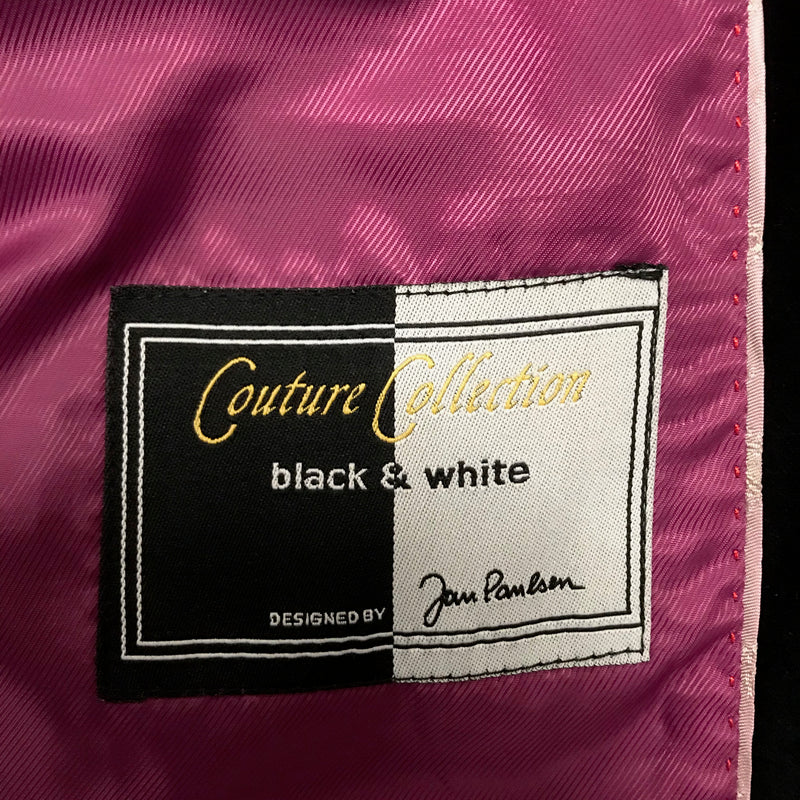 Couture Collection
black & white
DESIGNED BY Jan Paulsen